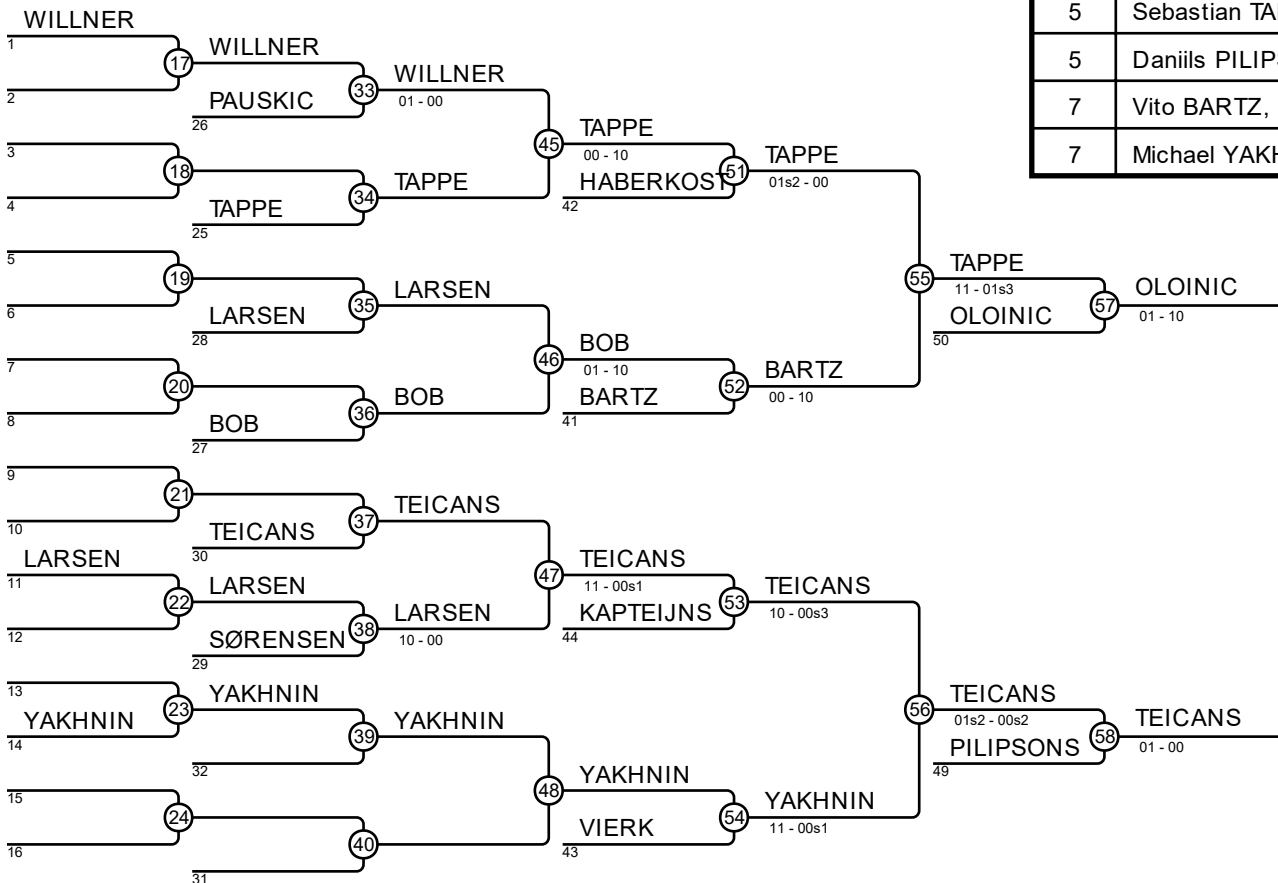 WILLNER
1
2
17
3
4
18
5
6
19
7
8
20
9
10
21
LARSEN
11
12
22
13
YAKHNIN
14
23
15
16
24
WILLNER
PAUSKIC
26
33
TAPPE
25
34
LARSEN
28
35
BOB
27
36
TEICANS
30
37
LARSEN
SØRENSEN
29
38
YAKHNIN
32
39
31
40
WILLNER
01 - 00
TAPPE
45
LARSEN
BOB
46
TEICANS
LARSEN
10 - 00
47
YAKHNIN
48
TAPPE
00 - 10
HABERKOST
42
51
BOB
01 - 10
BARTZ
41
52
TEICANS
11 - 00s1
KAPTEIJNS
44
53
YAKHNIN
VIERK
43
54
TAPPE
01s2 - 00
BARTZ
00 - 10
55
TEICANS
10 - 00s3
YAKHNIN
11 - 00s1
56
TAPPE
11 - 01s3
OLOINIC
50
57
TEICANS
01s2 - 00s2
PILIPSONS
49
58
OLOINIC
01 - 10
TEICANS
01 - 00
5 Sebastian
5 Daniils
7 Vito BARTZ,
7 Michael